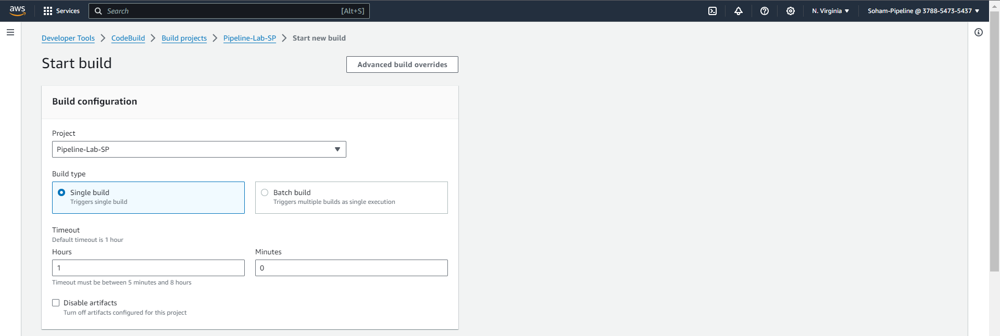 aws Services Search [Alt+S] N. Virginia Soham-Pipeline @ 3788-5473-5437
Developer Tools CodeBuild Build projects Pipeline-Lab-SP Start new build
Start build Advanced build overrides
Build configuration
Project
Pipeline-Lab-SP
Build type
Single build
Triggers single build
Batch build
Triggers multiple builds as single execution
Timeout
Default timeout is 1 hour
Hours Minutes
1 0
Timeout must be between 5 minutes and 8 hours
Disable artifacts
Turn off artifacts configured for this project